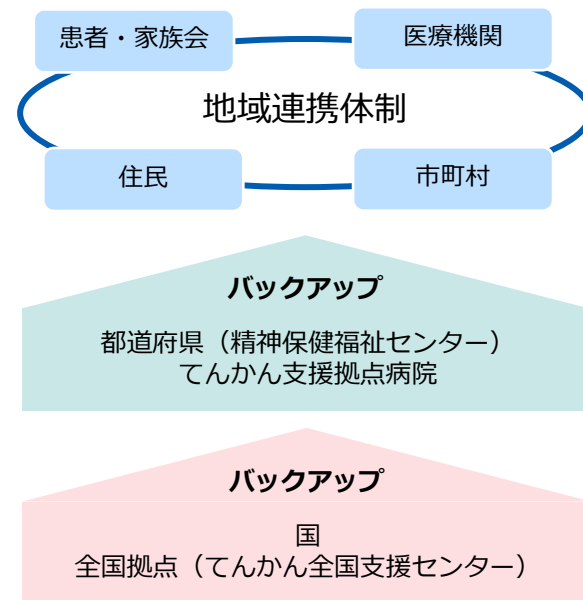 患者・家族会
医療機関
地域連携体制
住民
市町村
バックアップ
都道府県（精神保健福祉センター）
てんかん支援拠点病院
バックアップ
国
全国拠点（てんかん全国支援センター）